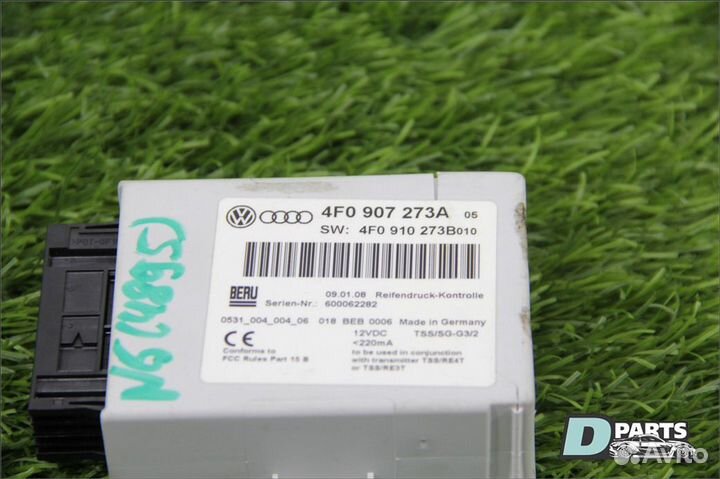 4F0 907 273A 05
SW: 4F0 910 273B010
BERU
09.01.08 Reifendruck-Kontrolle
Serien-Nr.: 600062282
0531_004_004_06 018 BEB 0006 Made in Germany
CE
12VDC TSS/SG-G3/2
<220mA
Conforms to
FCC Rules Part 15 B
to be used in conjunction
with transmitter TSS/RE4T
or TSS/RE3T
N6(4895)
D PARTS
Avito